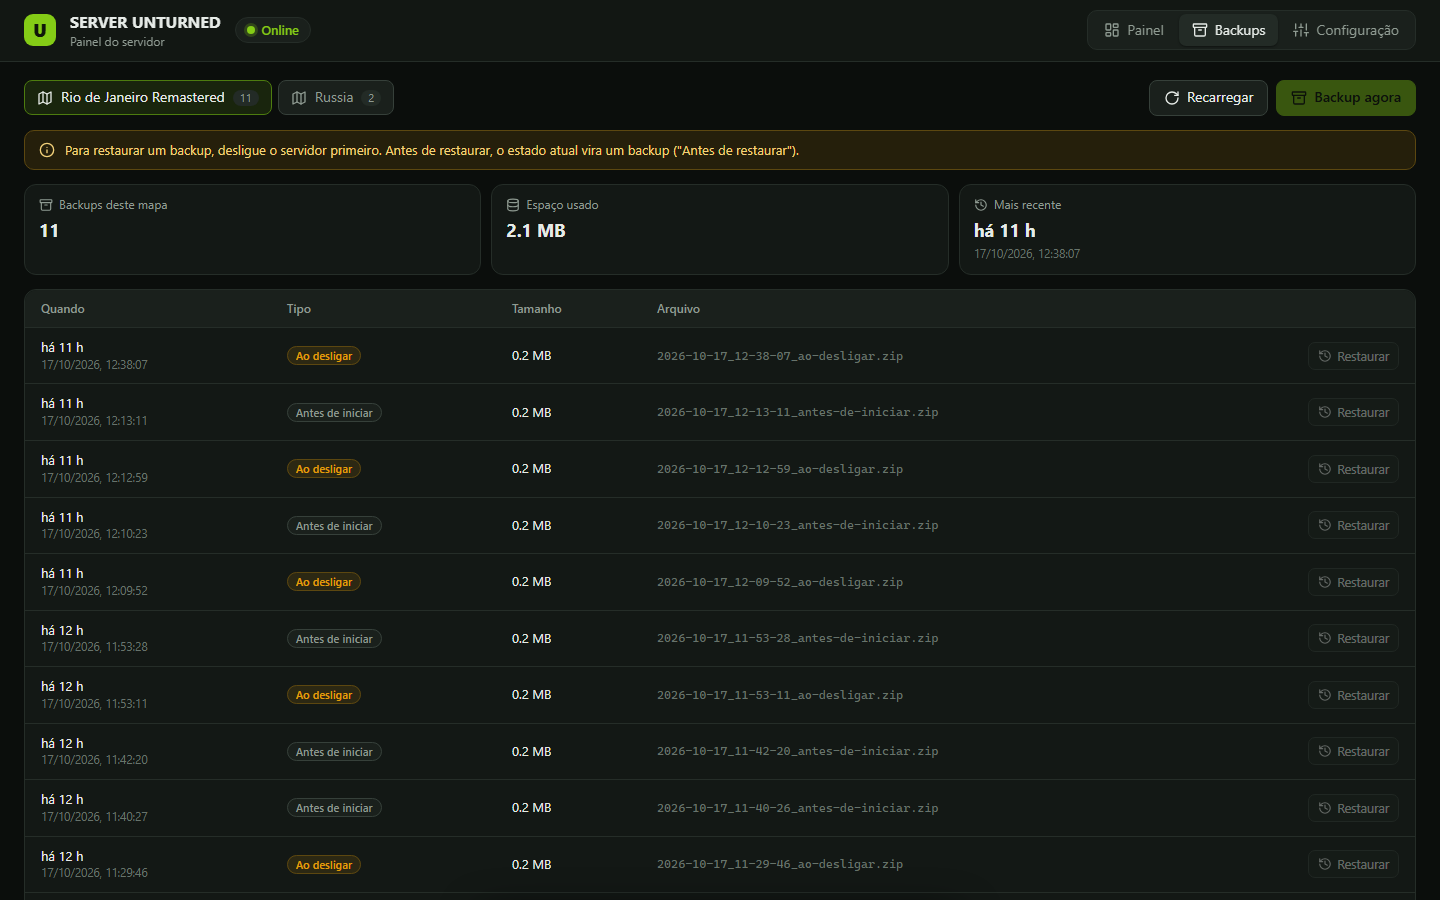 U
SERVER UNTURNED
Painel do servidor
Online
Painel
Backups
Configuração
Rio de Janeiro Remastered 11
Russia 2
Recarregar
Backup agora
Para restaurar um backup, desligue o servidor primeiro. Antes de restaurar, o estado atual vira um backup ("Antes de restaurar").
Backups deste mapa
11
Espaço usado
2.1 MB
Mais recente
há 11 h
17/10/2026, 12:38:07
Quando Tipo Tamanho Arquivo
há 11 h
17/10/2026, 12:38:07
Ao desligar 0.2 MB 2026-10-17_12-38-07_ao-desligar.zip Restaurar
há 11 h
17/10/2026, 12:13:11
Antes de iniciar 0.2 MB 2026-10-17_12-13-11_antes-de-iniciar.zip Restaurar
há 11 h
17/10/2026, 12:12:59
Ao desligar 0.2 MB 2026-10-17_12-12-59_ao-desligar.zip Restaurar
há 11 h
17/10/2026, 12:10:23
Antes de iniciar 0.2 MB 2026-10-17_12-10-23_antes-de-iniciar.zip Restaurar
há 11 h
17/10/2026, 12:09:52
Ao desligar 0.2 MB 2026-10-17_12-09-52_ao-desligar.zip Restaurar
há 12 h
17/10/2026, 11:53:28
Antes de iniciar 0.2 MB 2026-10-17_11-53-28_antes-de-iniciar.zip Restaurar
há 12 h
17/10/2026, 11:53:11
Ao desligar 0.2 MB 2026-10-17_11-53-11_ao-desligar.zip Restaurar
há 12 h
17/10/2026, 11:42:20
Antes de iniciar 0.2 MB 2026-10-17_11-42-20_antes-de-iniciar.zip Restaurar
há 12 h
17/10/2026, 11:40:27
Antes de iniciar 0.2 MB 2026-10-17_11-40-26_antes-de-iniciar.zip Restaurar
há 12 h
17/10/2026, 11:29:46
Ao desligar 0.2 MB 2026-10-17_11-29-46_ao-desligar.zip Restaurar